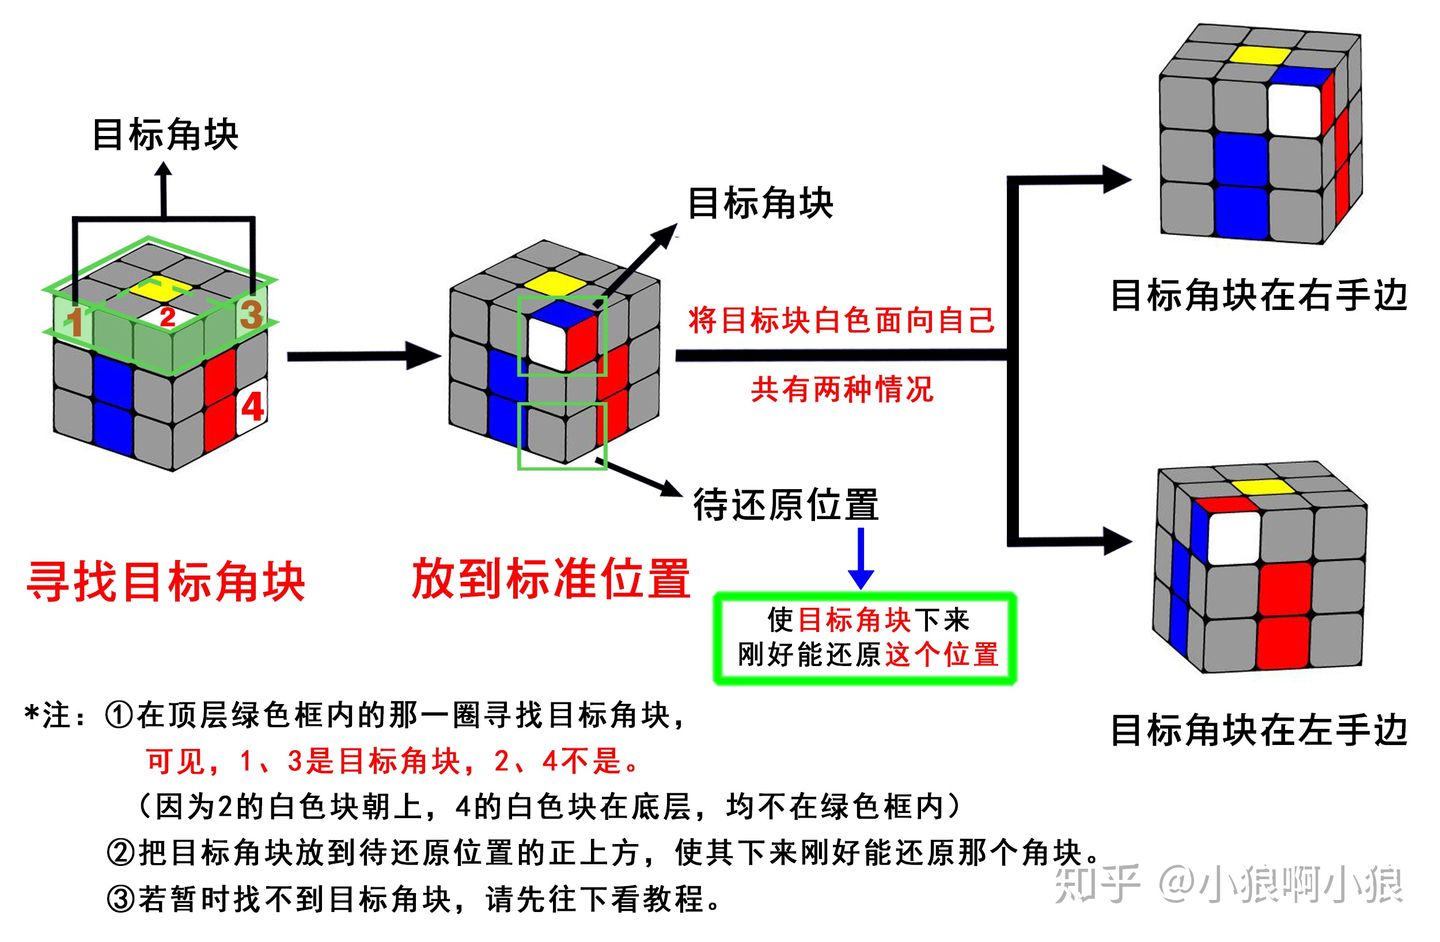 目标角块
1
2
3
4
寻找目标角块
目标角块
放到标准位置
待还原位置
使目标角块下来
刚好能还原这个位置
将目标块白色面向自己
共有两种情况
目标角块在右手边
目标角块在左手边
*注：①在顶层绿色框内的那一圈寻找目标角块，
可见，1、3是目标角块，2、4不是。
（因为2的白色块朝上，4的白色块在底层，均不在绿色框内）
②把目标角块放到待还原位置的正上方，使其下来刚好能还原那个角块。
③若暂时找不到目标角块，请先往下看教程。
知乎 @小狼啊小狼